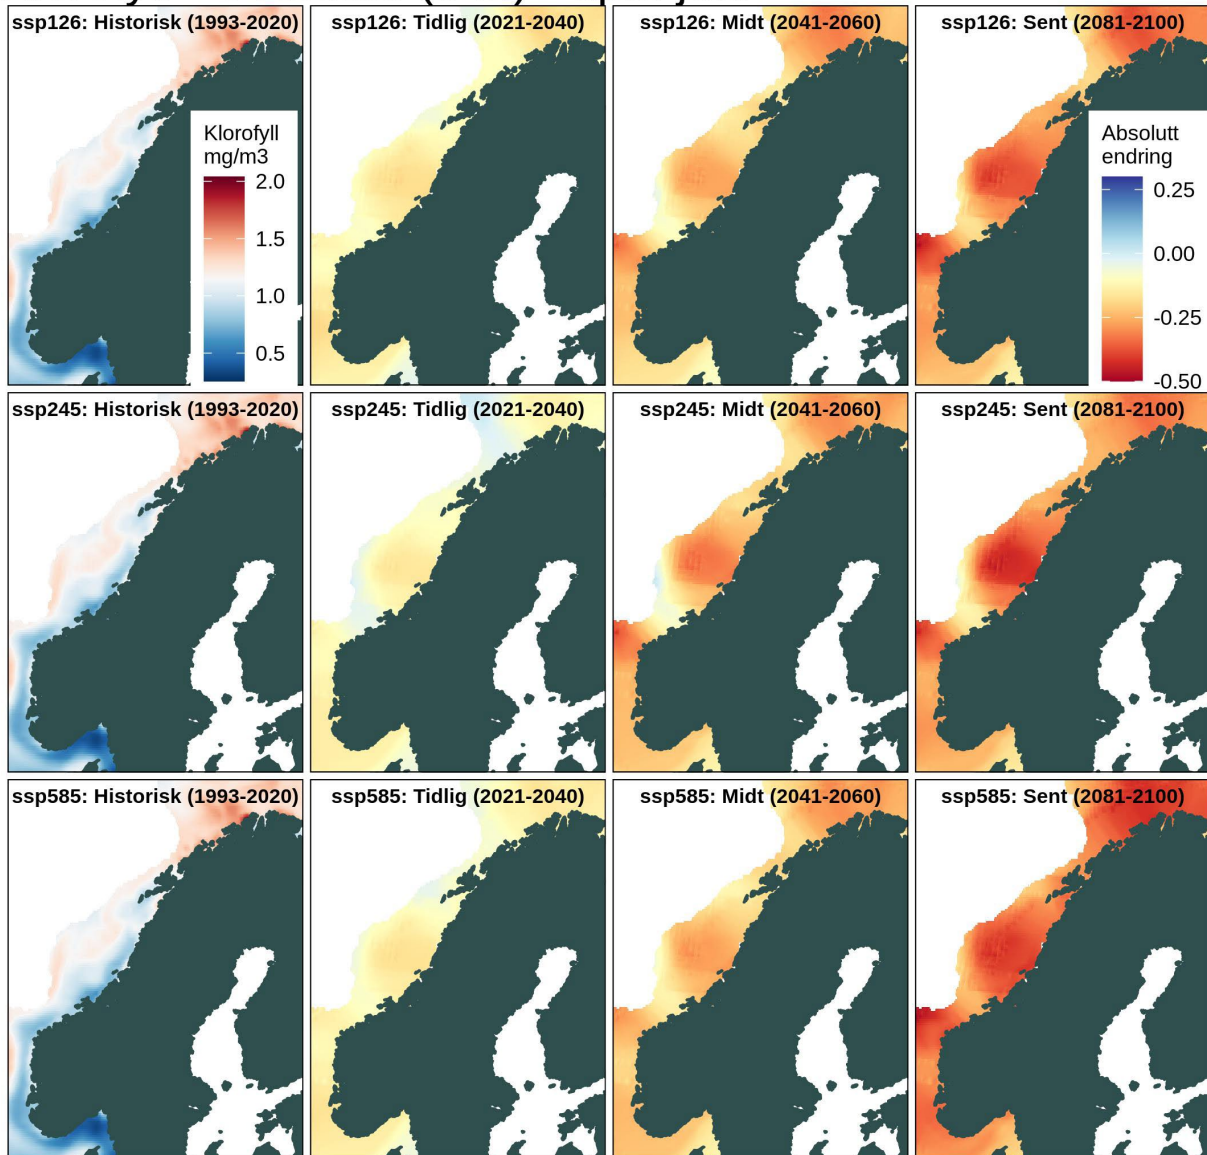 ssp126: Historisk (1993-2020)
ssp126: Tidlig (2021-2040)
ssp126: Midt (2041-2060)
ssp126: Sent (2081-2100)
Klorofyll
mg/m3
2.0
1.5
1.0
0.5
Absolutt
endring
0.25
0.00
-0.25
-0.50
ssp245: Historisk (1993-2020)
ssp245: Tidlig (2021-2040)
ssp245: Midt (2041-2060)
ssp245: Sent (2081-2100)
ssp585: Historisk (1993-2020)
ssp585: Tidlig (2021-2040)
ssp585: Midt (2041-2060)
ssp585: Sent (2081-2100)